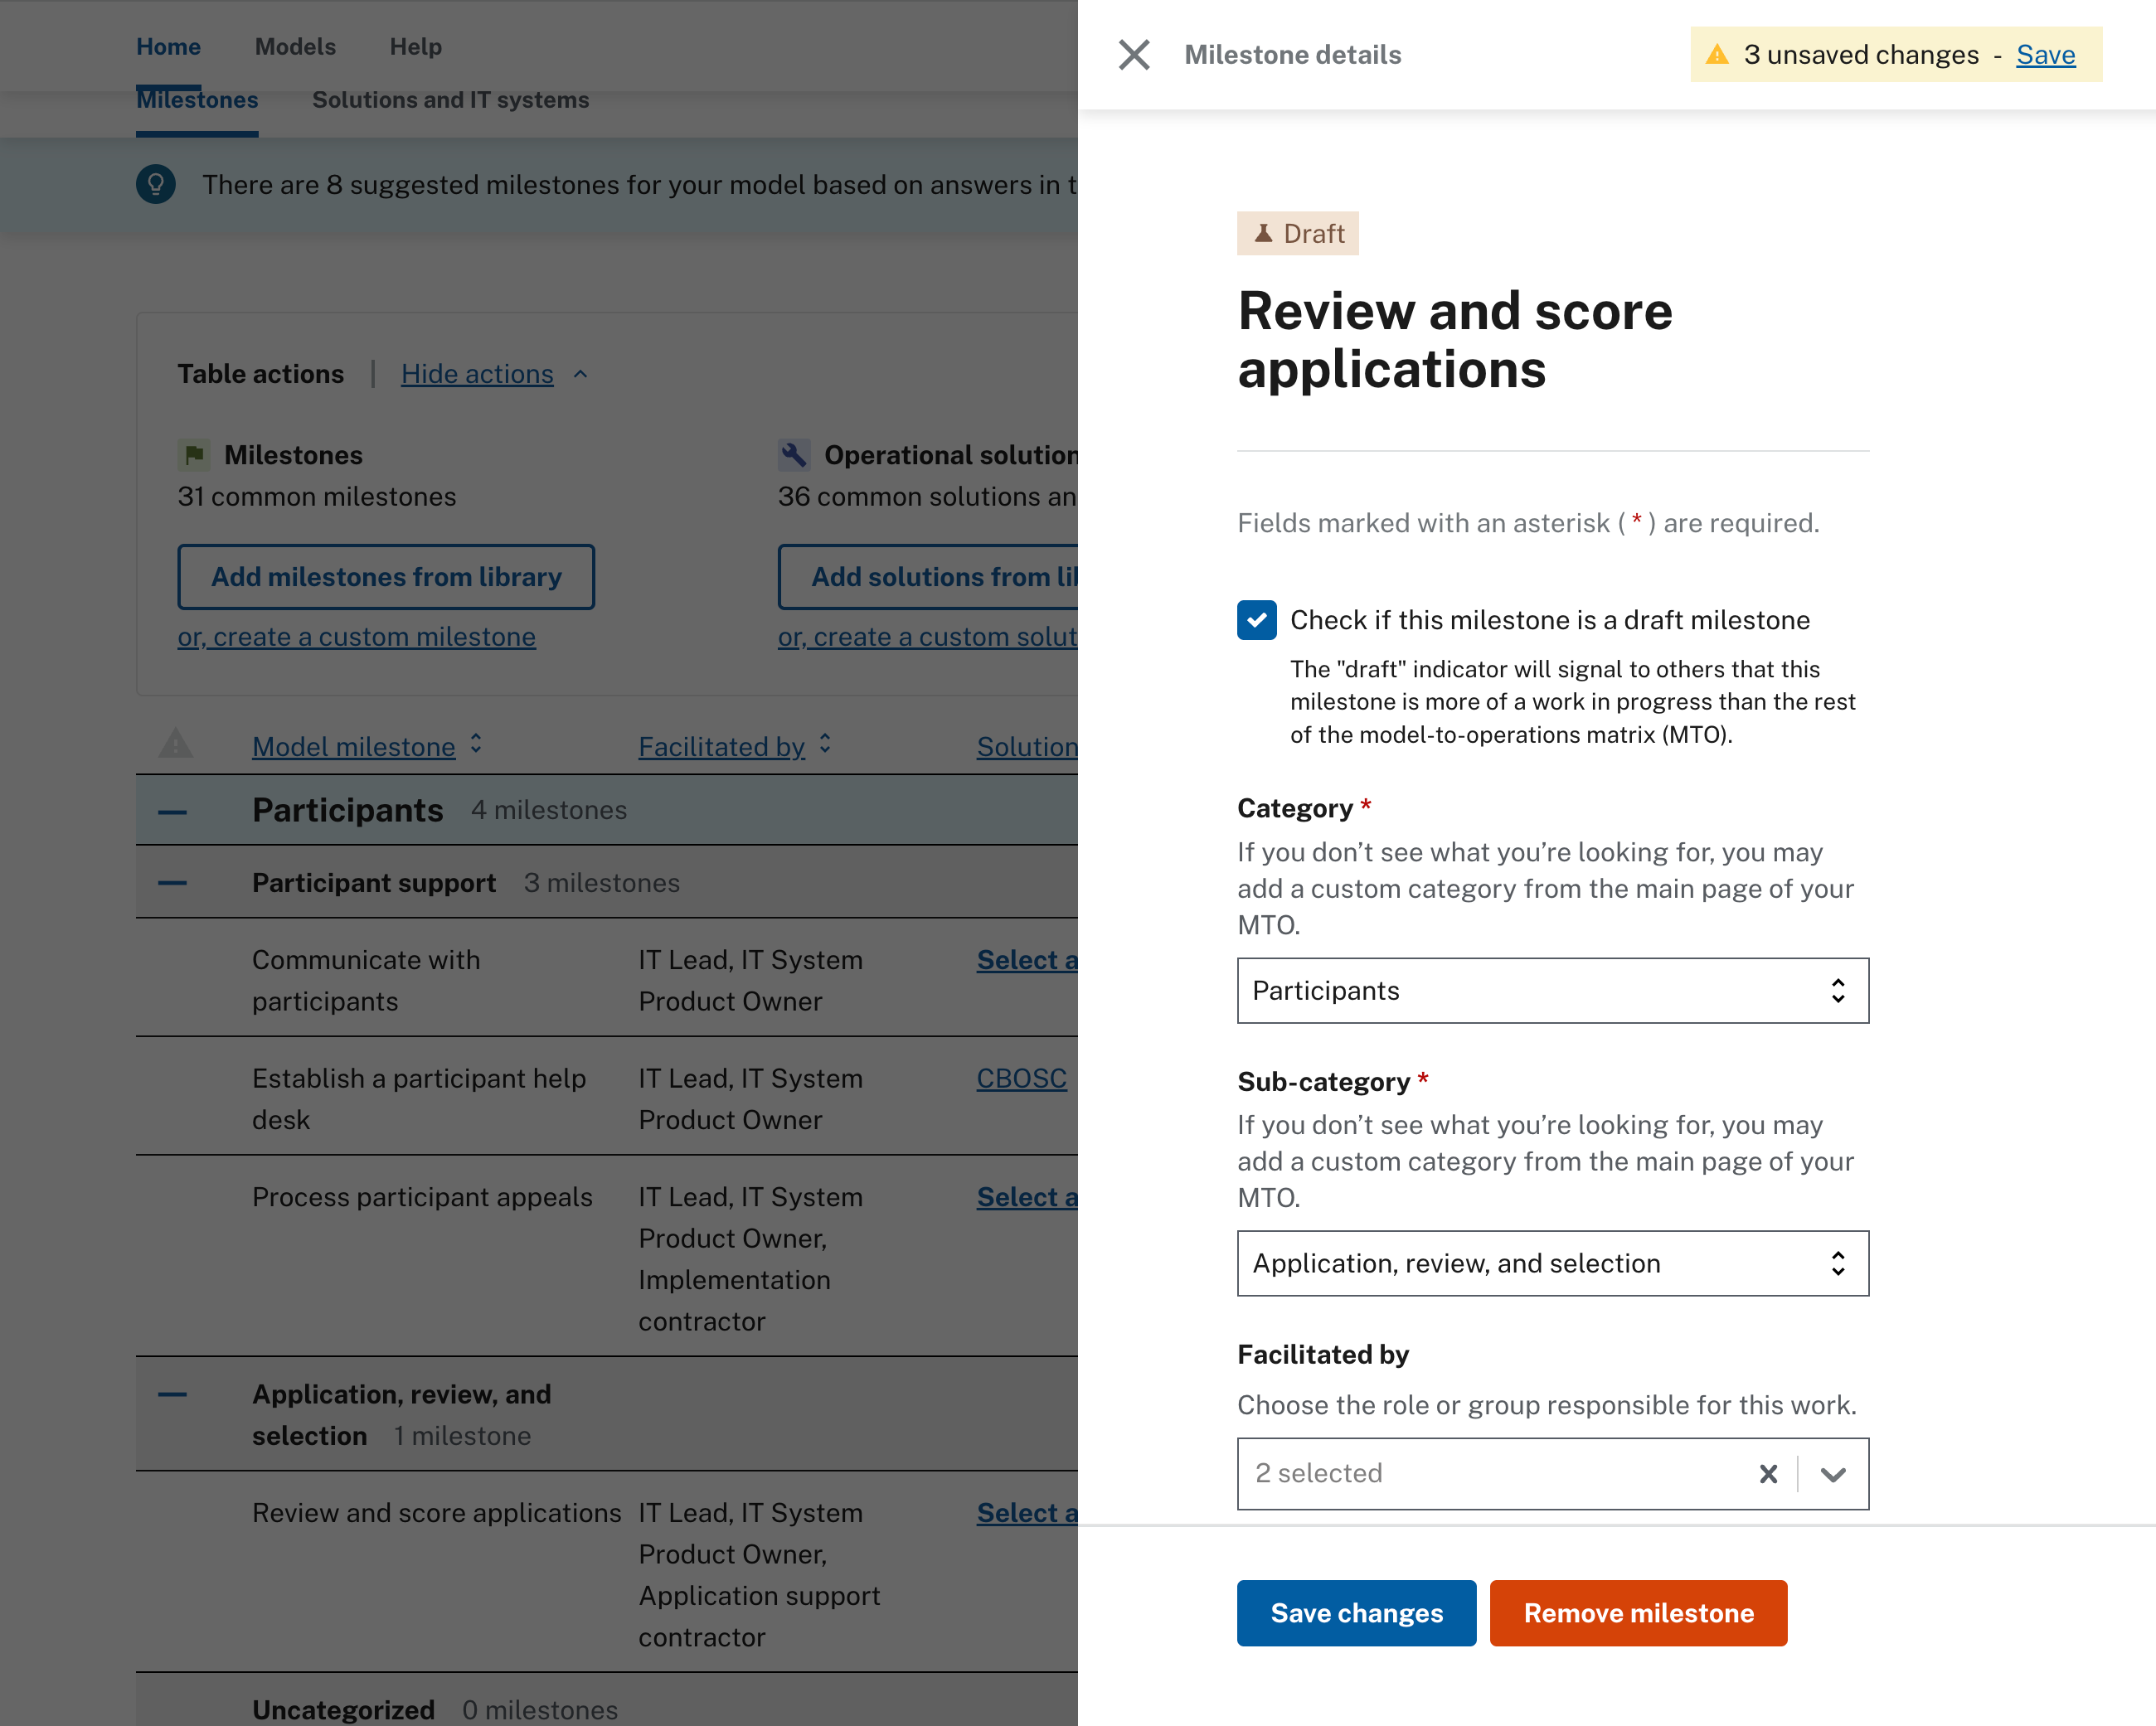 Home
Models
Help
Milestones
Solutions and IT systems
There are 8 suggested milestones for your model based on answers in t
Table actions
Hide actions
Milestones
31 common milestones
Add milestones from library
or, create a custom milestone
Operational solution
36 common solutions an
Add solutions from li
or, create a custom solut
Model milestone
Facilitated by
Solution
Participants 4 milestones
Participant support 3 milestones
Communicate with
participants
IT Lead, IT System
Product Owner
Select a
Establish a participant help
desk
IT Lead, IT System
Product Owner
CBOSC
Process participant appeals
IT Lead, IT System
Product Owner,
Implementation
contractor
Select a
Application, review, and
selection 1 milestone
Review and score applications
IT Lead, IT System
Product Owner,
Application support
contractor
Select a
Uncategorized 0 milestones
Milestone details
3 unsaved changes - Save
Draft
Review and score
applications
Fields marked with an asterisk ( * ) are required.
Check if this milestone is a draft milestone
The "draft" indicator will signal to others that this
milestone is more of a work in progress than the rest
of the model-to-operations matrix (MTO).
Category *
If you don’t see what you’re looking for, you may
add a custom category from the main page of your
MTO.
Participants
Sub-category *
If you don’t see what you’re looking for, you may
add a custom category from the main page of your
MTO.
Application, review, and selection
Facilitated by
Choose the role or group responsible for this work.
2 selected
Save changes
Remove milestone